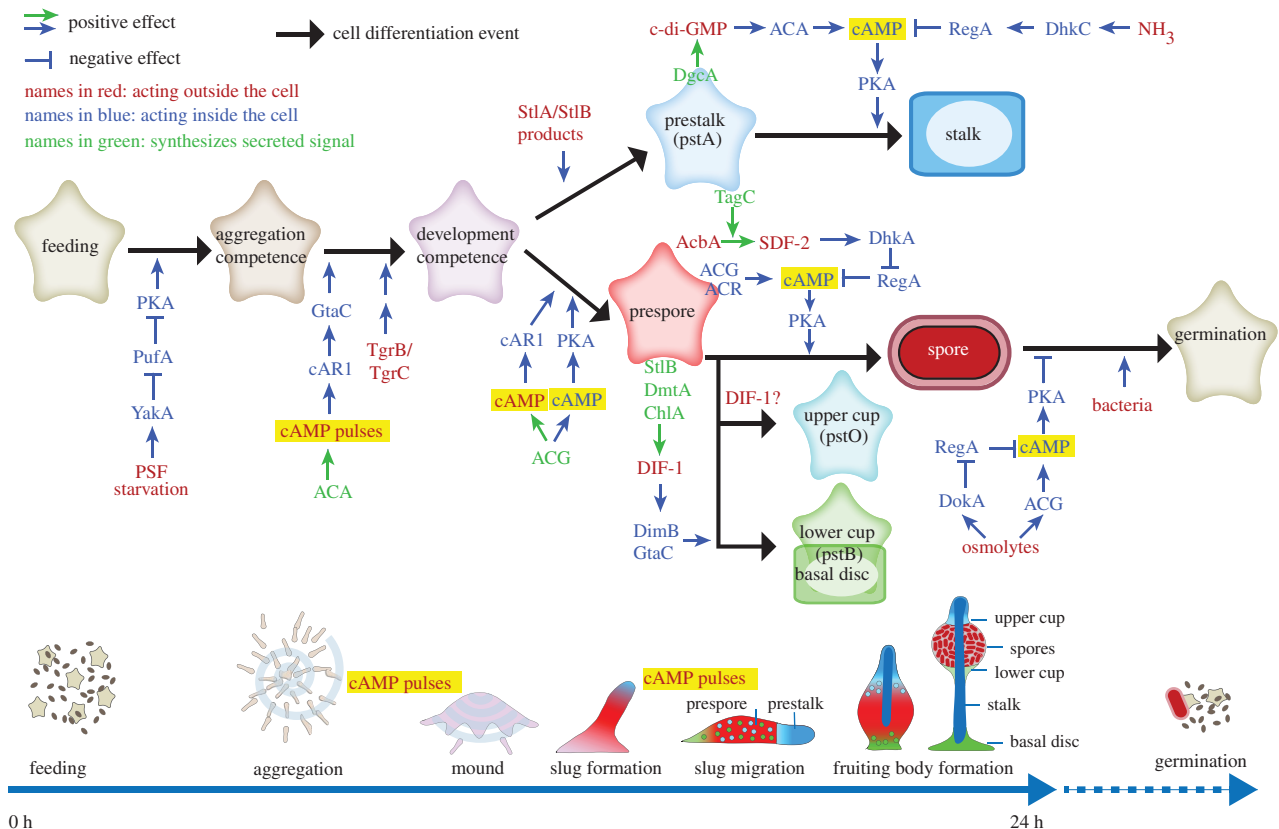 positive effect
negative effect
cell differentiation event
names in red: acting outside the cell
names in blue: acting inside the cell
names in green: synthesizes secreted signal
c-di-GMP
ACA
cAMP
RegA
DhkC
NH3
DgcA
PKA
prestalk
(pstA)
stalk
StlA/StlB
products
TagC
feeding
aggregation
competence
development
competence
AcbA
SDF-2
DhkA
ACG
ACR
cAMP
RegA
prespore
PKA
spore
germination
PKA
GtaC
PufA
cAR1
TgrB/
TgrC
cAR1
PKA
YakA
cAMP pulses
cAMP
cAMP
PSF
starvation
ACA
ACG
StlB
DmtA
ChlA
DIF-1?
upper cup
(pstO)
DIF-1
DimB
GtaC
lower cup
(pstB)
basal disc
PKA
bacteria
RegA
cAMP
DokA
ACG
osmolytes
cAMP pulses
cAMP pulses
prespore
prestalk
upper cup
spores
lower cup
stalk
basal disc
feeding
aggregation
mound
slug formation
slug migration
fruiting body formation
germination
0 h
24 h